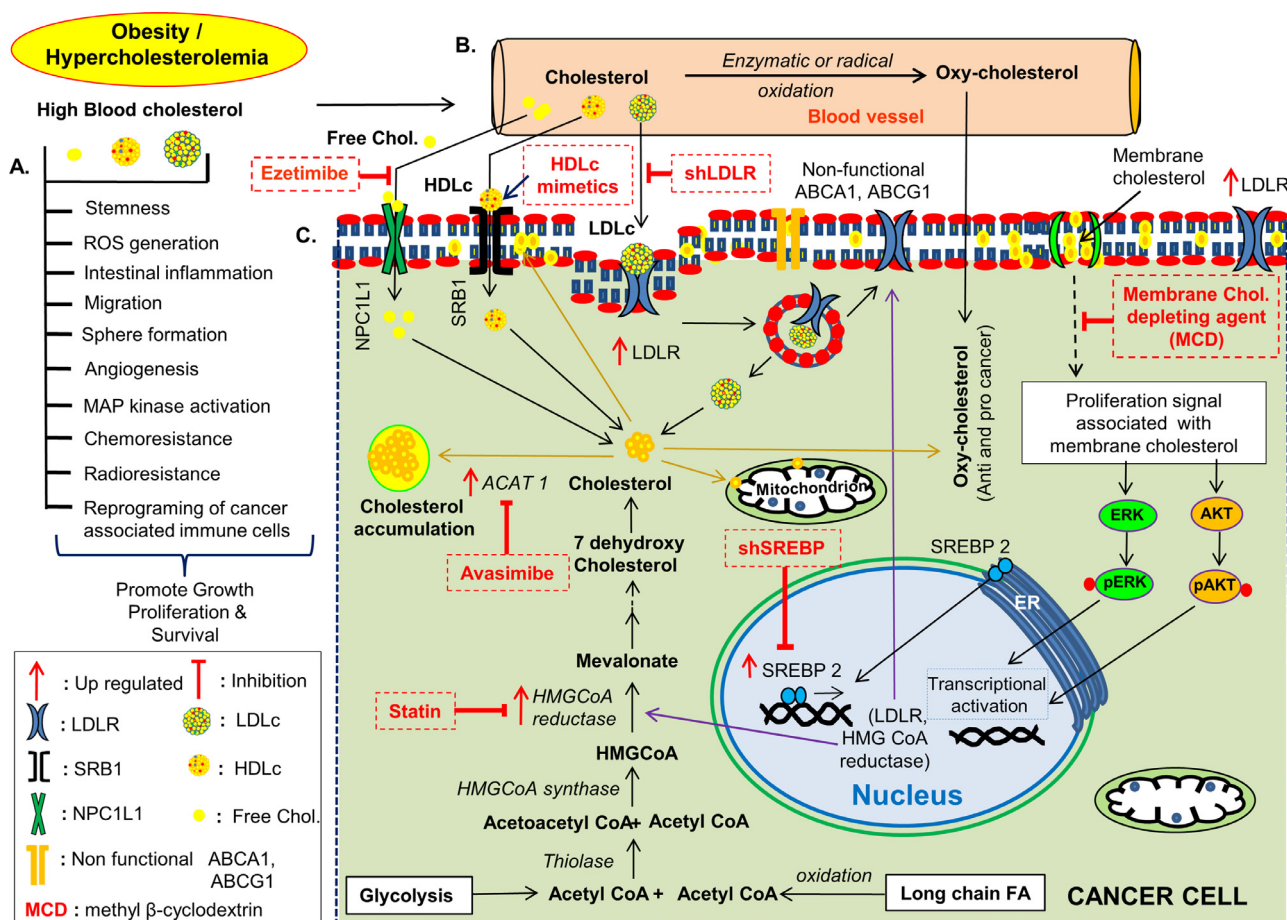 Obesity /
Hypercholesterolemia
High Blood cholesterol
A.
Stemness
ROS generation
Intestinal inflammation
Migration
Sphere formation
Angiogenesis
MAP kinase activation
Chemoresistance
Radioresistance
Reprograming of cancer
associated immune cells
Promote Growth
Proliferation &
Survival
: Up regulated
: Inhibition
: LDLR
: LDLc
: SRB1
: HDLc
: NPC1L1
: Free Chol.
: Non functional ABCA1,
ABCG1
MCD : methyl β-cyclodextrin
B.
Cholesterol
Enzymatic or radical
oxidation
Oxy-cholesterol
Blood vessel
Free Chol.
Ezetimibe
HDLc
HDLc
mimetics
shLDLR
LDLc
Non-functional
ABCA1, ABCG1
Membrane
cholesterol
LDLR
C.
NPC1L1
SRB1
LDLR
Membrane Chol.
depleting agent
(MCD)
Oxy-cholesterol
(Anti and pro cancer)
Proliferation signal
associated with
membrane cholesterol
ERK
AKT
pERK
pAKT
Cholesterol
accumulation
ACAT 1
Avasimibe
Cholesterol
Mitochondrion
7 dehydroxy
Cholesterol
shSREBP
SREBP 2
ER
Mevalonate
SREBP 2
Transcriptional
activation
Statin
HMGCoA
reductase
(LDLR,
HMG CoA
reductase)
HMGCoA
Nucleus
HMGCoA synthase
Acetoacetyl CoA+ Acetyl CoA
Thiolase
Glycolysis
Acetyl CoA + Acetyl CoA
oxidation
Long chain FA
CANCER CELL